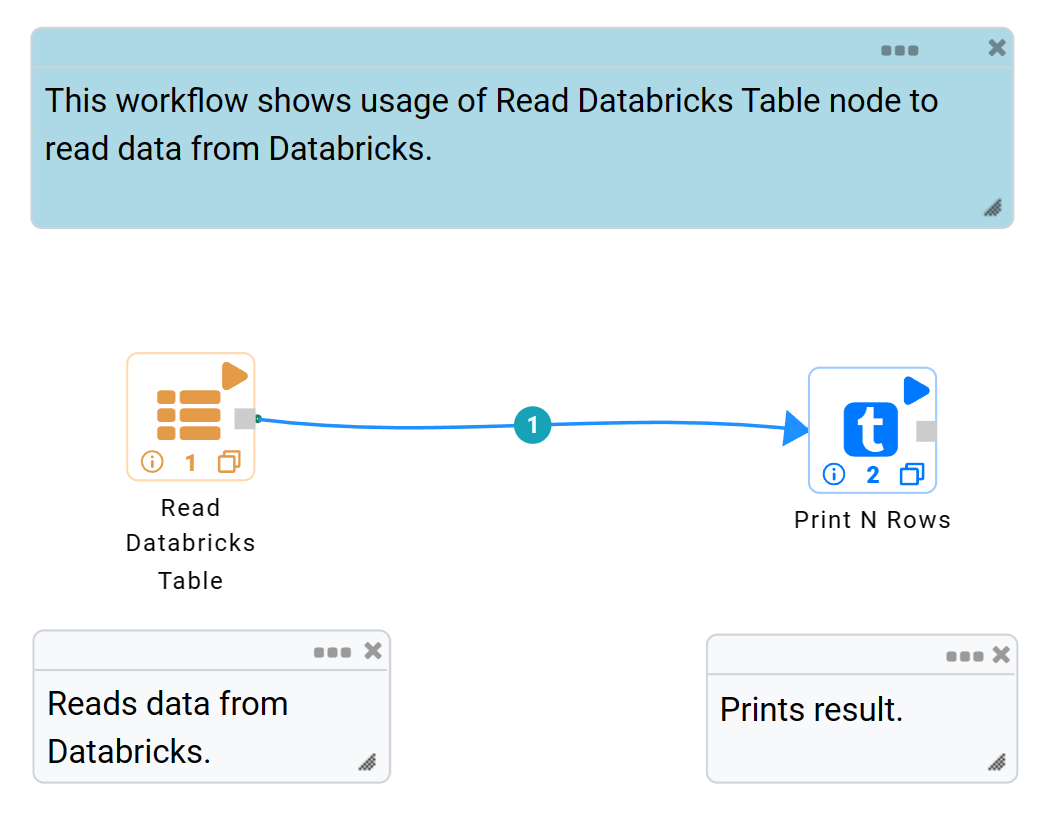 This workflow shows usage of Read Databricks Table node to
read data from Databricks.
1
t
1
2
Read
Databricks
Table
Print N Rows
Reads data from
Databricks.
Prints result.